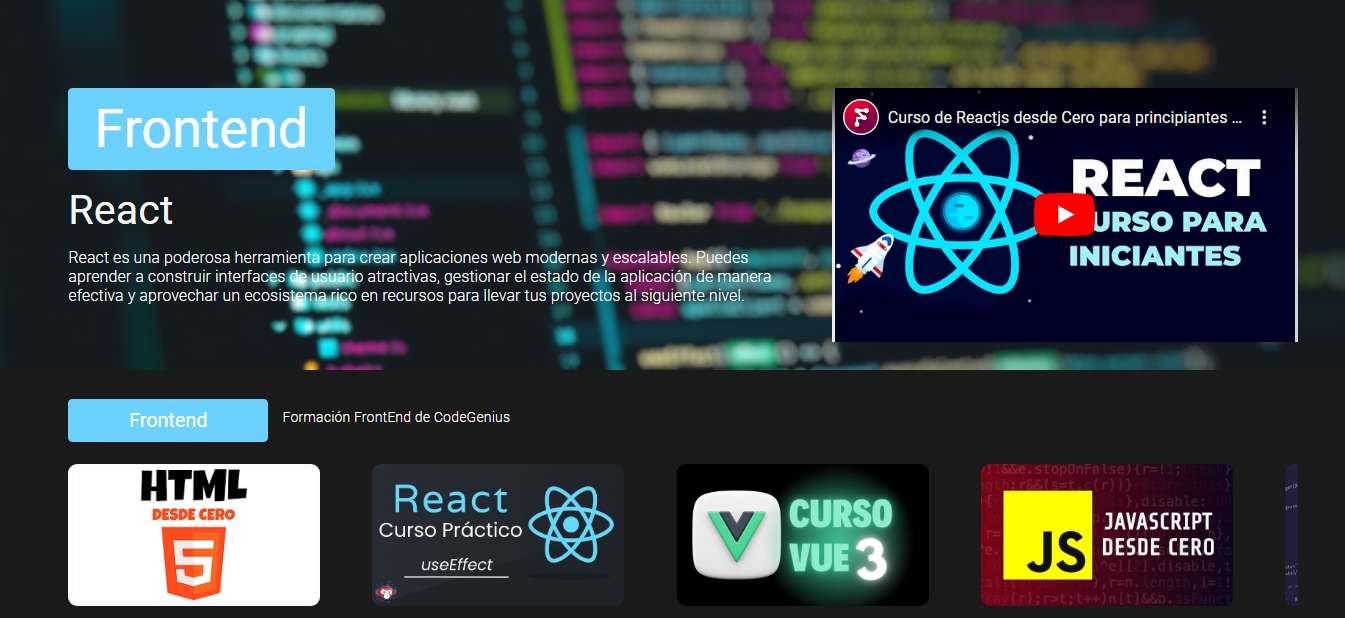 Frontend
React
React es una poderosa herramienta para crear aplicaciones web modernas y escalables. Puedes
aprender a construir interfaces de usuario atractivas, gestionar el estado de la aplicación de manera
efectiva y aprovechar un ecosistema rico en recursos para llevar tus proyectos al siguiente nivel.
Curso de Reactjs desde Cero para principiantes ...
REACT
CURSO PARA
INICIANTES
Frontend
Formación FrontEnd de CodeGenius
HTML
DESDE CERO
5
React
Curso Práctico
useEffect
CURSO
VUE 3
JS
JAVASCRIPT
DESDE CERO